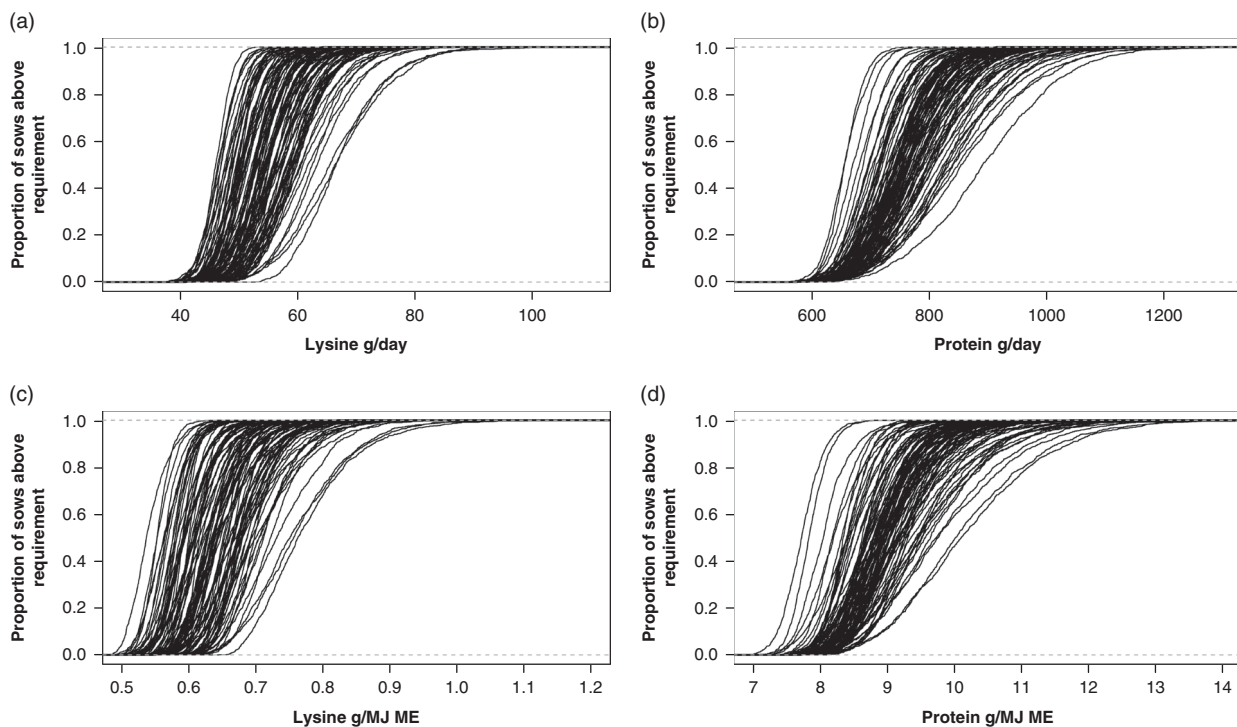 (a)
Proportion of sows above
requirement
1.0
0.8
0.6
0.4
0.2
0.0
40 60 80 100
Lysine g/day
(b)
Proportion of sows above
requirement
1.0
0.8
0.6
0.4
0.2
0.0
600 800 1000 1200
Protein g/day
(c)
Proportion of sows above
requirement
1.0
0.8
0.6
0.4
0.2
0.0
0.5 0.6 0.7 0.8 0.9 1.0 1.1 1.2
Lysine g/MJ ME
(d)
Proportion of sows above
requirement
1.0
0.8
0.6
0.4
0.2
0.0
7 8 9 10 11 12 13 14
Protein g/MJ ME